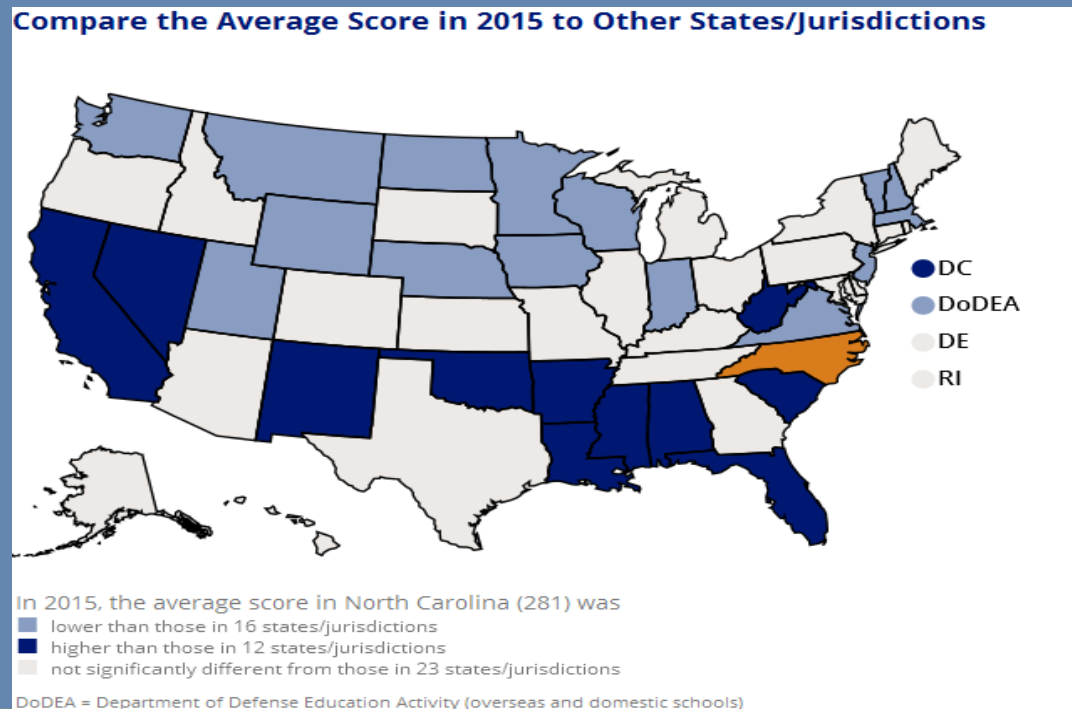 Compare the Average Score in 2015 to Other States/Jurisdictions
DC
DoDEA
DE
RI
In 2015, the average score in North Carolina (281) was
lower than those in 16 states/jurisdictions
higher than those in 12 states/jurisdictions
not significantly different from those in 23 states/jurisdictions
DoDEA = Department of Defense Education Activity (overseas and domestic schools)